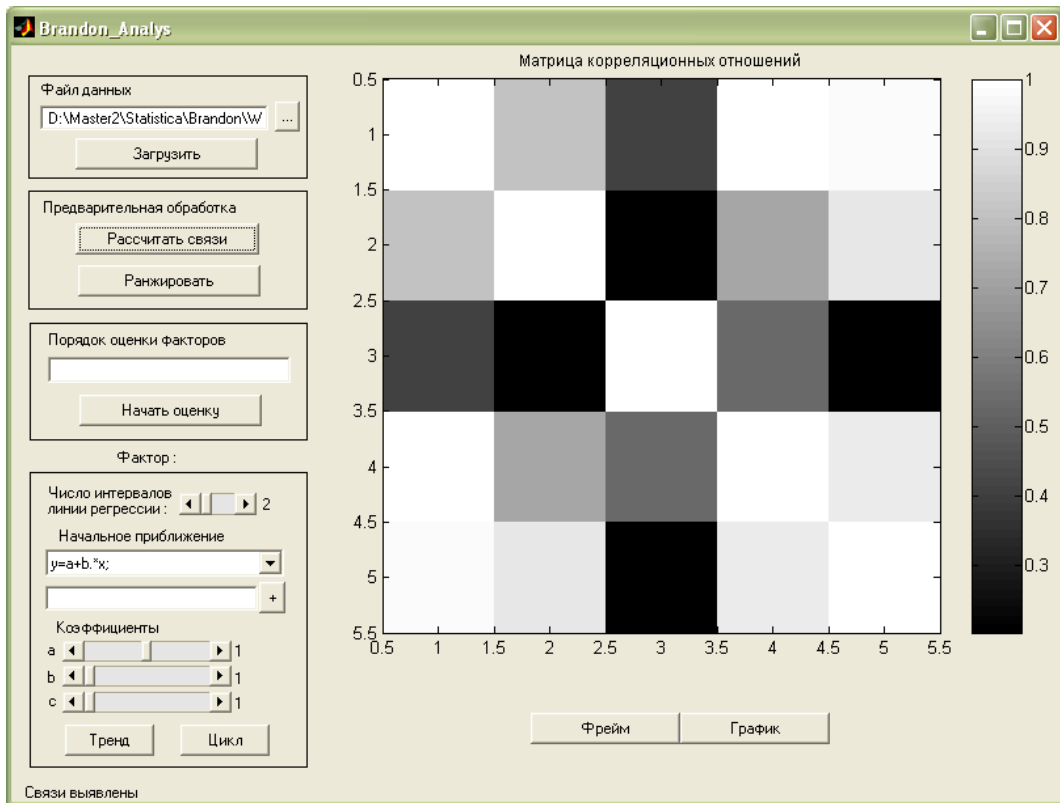 Brandon_Analys
Файл данных
D:\Master2\Statistica\Brandon\W
...
Загрузить
Предварительная обработка
Рассчитать связи
Ранжировать
Порядок оценки факторов
Начать оценку
Фактор :
Число интервалов
линии регрессии :
2
Начальное приближение
y=a+b.*x;
+
Коэффициенты
a 1
b 1
c 1
Тренд Цикл
Связи выявлены
Матрица корреляционных отношений
0.5
1
1.5
2
2.5
3
3.5
4
4.5
5
5.5
0.5 1 1.5 2 2.5 3 3.5 4 4.5 5 5.5
1
0.9
0.8
0.7
0.6
0.5
0.4
0.3
Фрейм График